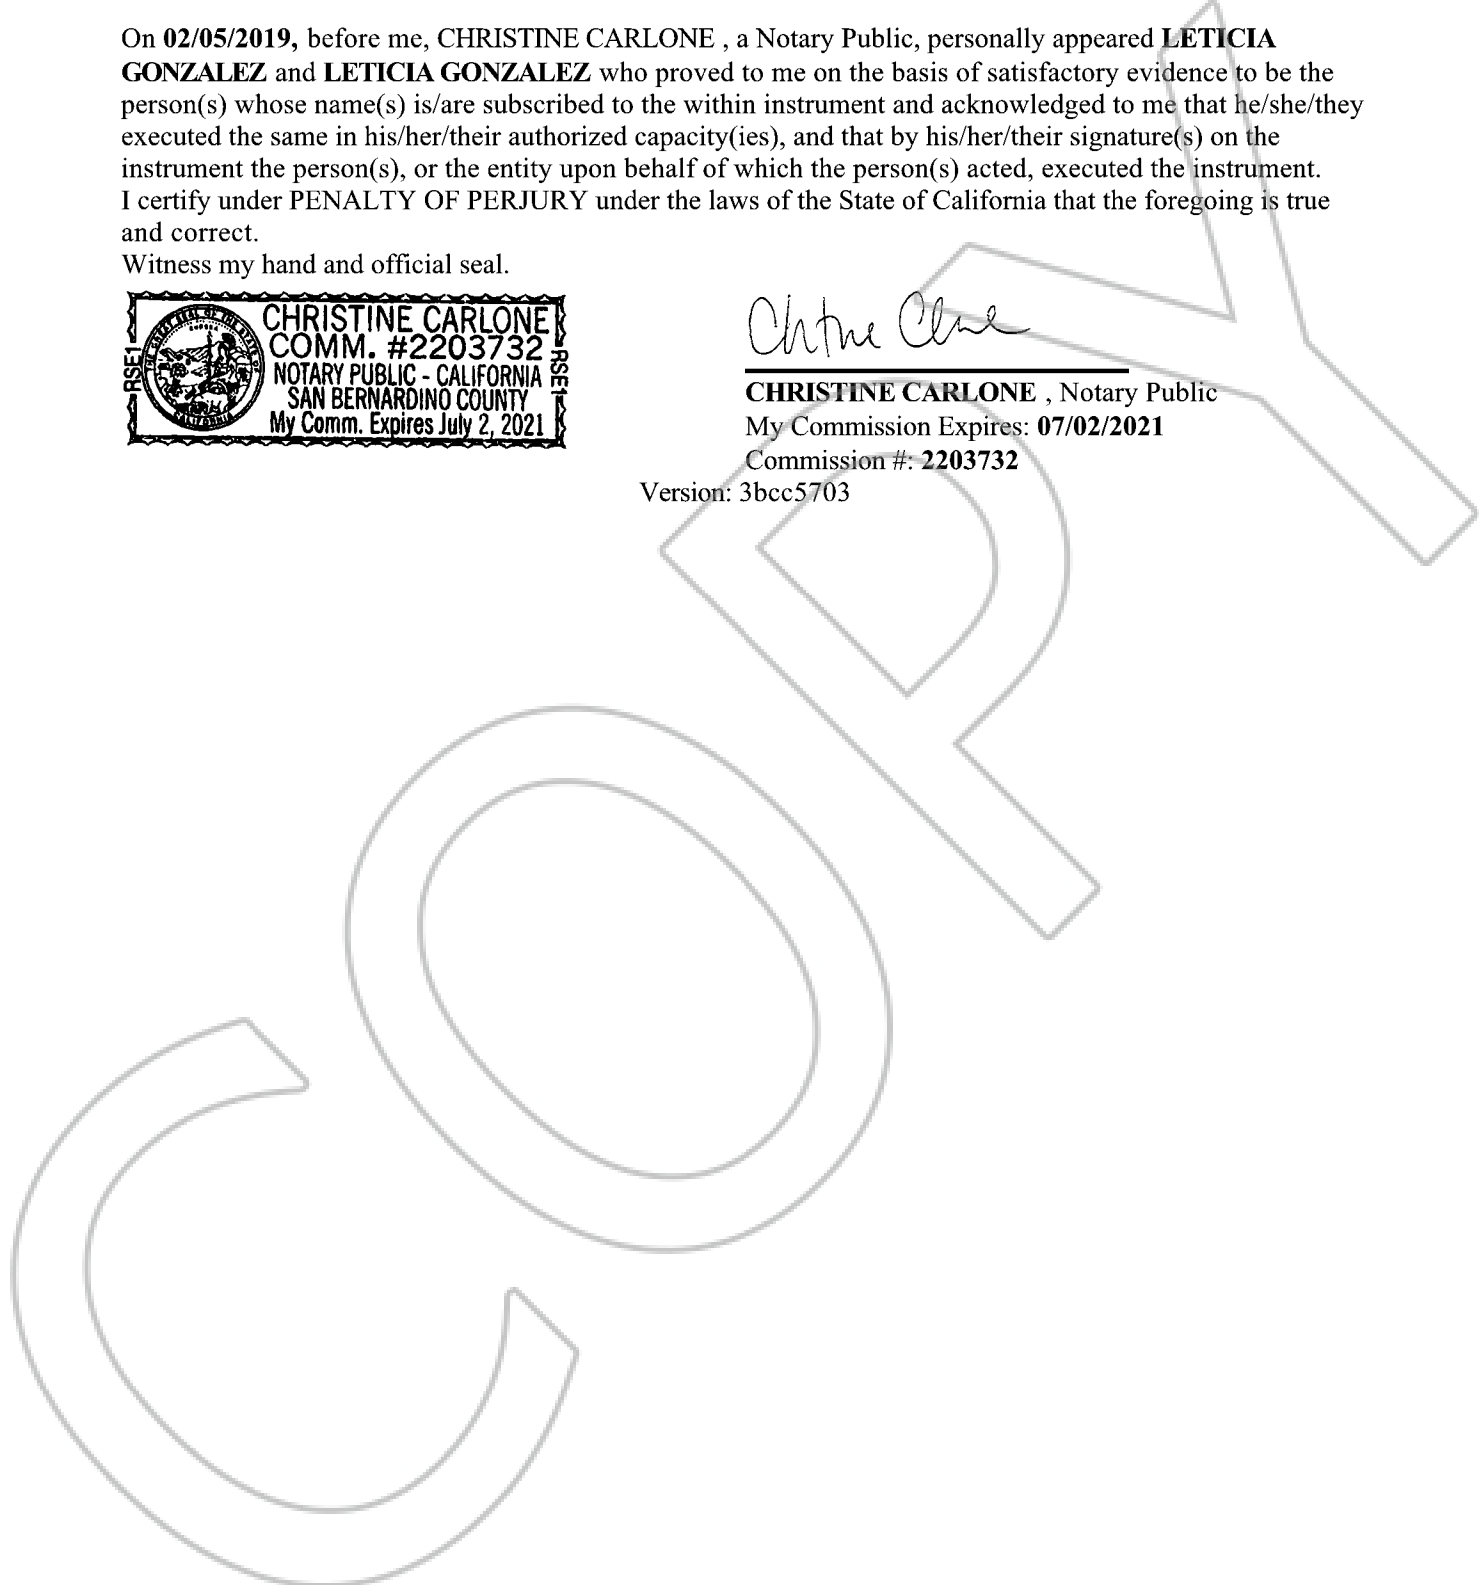 On 02/05/2019, before me, CHRISTINE CARLONE , a Notary Public, personally appeared LETICIA
GONZALEZ and LETICIA GONZALEZ who proved to me on the basis of satisfactory evidence to be the
person(s) whose name(s) is/are subscribed to the within instrument and acknowledged to me that he/she/they
executed the same in his/her/their authorized capacity(ies), and that by his/her/their signature(s) on the
instrument the person(s), or the entity upon behalf of which the person(s) acted, executed the instrument.
I certify under PENALTY OF PERJURY under the laws of the State of California that the foregoing is true
and correct.
Witness my hand and official seal.
RSE1
CHRISTINE CARLONE
COMM. #2203732
NOTARY PUBLIC - CALIFORNIA
SAN BERNARDINO COUNTY
My Comm. Expires July 2, 2021
RSE1
CHRISTINE CARLONE , Notary Public
My Commission Expires: 07/02/2021
Commission #: 2203732
Version: 3bcc5703
COPY